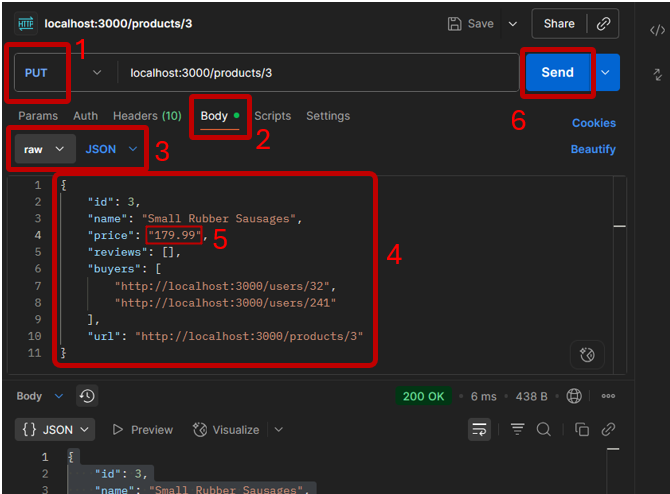 HTTP localhost:3000/products/3 Save Share
1
PUT localhost:3000/products/3 Send
Params Auth Headers (10) Body Scripts Settings 6 Cookies
2
raw JSON 3 Beautify
1 {
2 "id": 3,
3 "name": "Small Rubber Sausages",
4 "price": "179.99", 5
5 "reviews": [], 4
6 "buyers": [
7 "http://localhost:3000/users/32",
8 "http://localhost:3000/users/241"
9 ],
10 "url": "http://localhost:3000/products/3"
11 }
Body 200 OK • 6 ms • 438 B
{} JSON Preview Visualize
1 {
2 "id": 3,
3 "name": "Small Rubber Sausages",